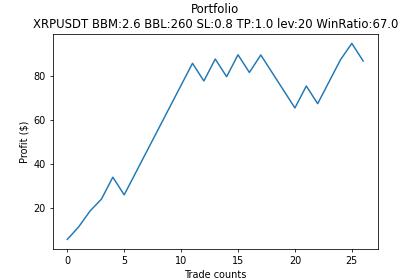 Portfolio
XRPUSDT BBM:2.6 BBL:260 SL:0.8 TP:1.0 lev:20 WinRatio:67.0
80
60
40
20
Profit ($)
0 5 10 15 20 25
Trade counts